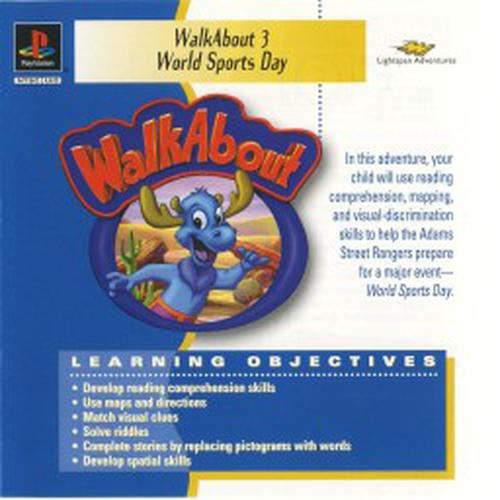 WalkAbout 3
World Sports Day
PlayStation
Lightspan Adventures
WalkAbout
In this adventure, your
child will use reading
comprehension, mapping,
and visual-discrimination
skills to help the Adams
Street Rangers prepare
for a major event—
World Sports Day.
LEARNING OBJECTIVES
• Develop reading comprehension skills
• Use maps and directions
• Match visual clues
• Solve riddles
• Complete stories by replacing pictograms with words
• Develop spatial skills